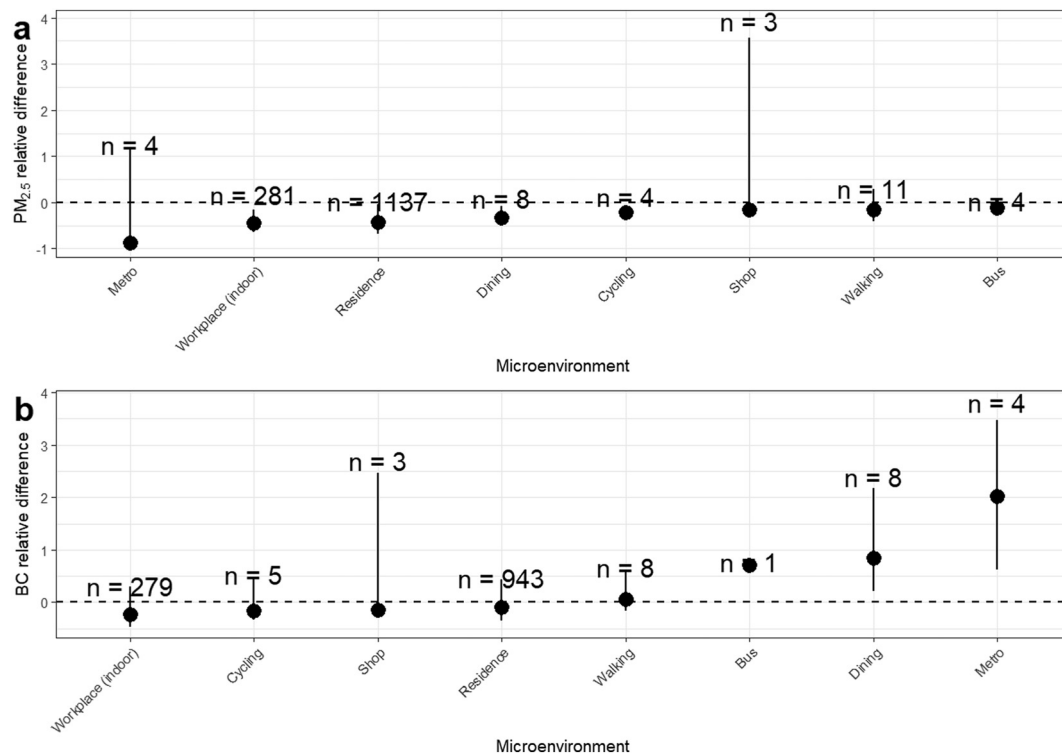 a
PM2.5 relative difference
4
3
2
1
0
-1
n = 4
n = 281
n = 1137
n = 8
n = 4
n = 3
n = 11
n = 4
Metro
Workplace (indoor)
Residence
Dining
Cycling
Shop
Walking
Bus
Microenvironment
b
BC relative difference
4
3
2
1
0
n = 279
n = 5
n = 3
n = 943
n = 8
n = 1
n = 8
n = 4
Workplace (indoor)
Cycling
Shop
Residence
Walking
Bus
Dining
Metro
Microenvironment